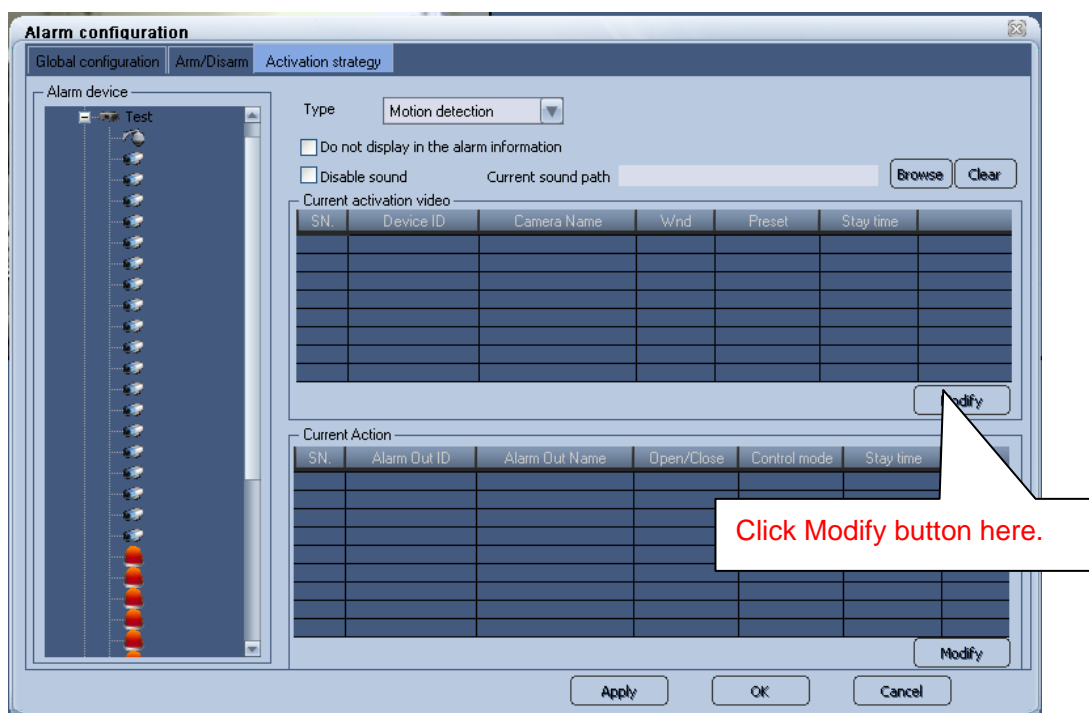 Alarm configuration
Global configuration Arm/Disarm Activation strategy
Alarm device
Test
Type Motion detection
Do not display in the alarm information
Disable sound Current sound path Browse Clear
Current activation video
SN. Device ID Camera Name Wnd Preset Stay time
Modify
Current Action
SN. Alarm Out ID Alarm Out Name Open/Close Control mode Stay time
Click Modify button here.
Modify
Apply OK Cancel